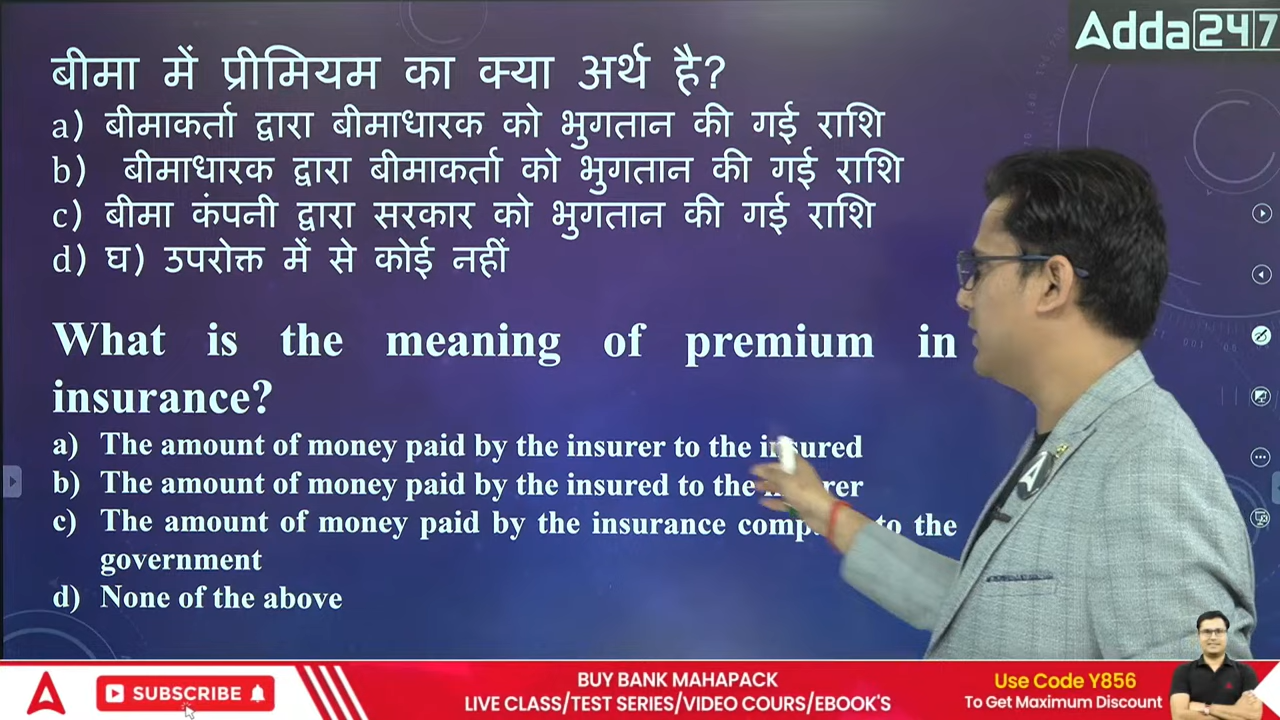 Adda247
बीमा में प्रीमियम का क्या अर्थ है?
a) बीमाकर्ता द्वारा बीमाधारक को भुगतान की गई राशि
b) बीमाधारक द्वारा बीमाकर्ता को भुगतान की गई राशि
c) बीमा कंपनी द्वारा सरकार को भुगतान की गई राशि
d) घ) उपरोक्त में से कोई नहीं
What is the meaning of premium in
insurance?
a) The amount of money paid by the insurer to the insured
b) The amount of money paid by the insured to the
c) The amount of money paid by the insurance to the
government
d) None of the above
SUBSCRIBE
BUY BANK MAHAPACK
LIVE CLASS/TEST SERIES/VIDEO COURS/EBOOK'S
Use Code Y856
To Get Maximum Discount